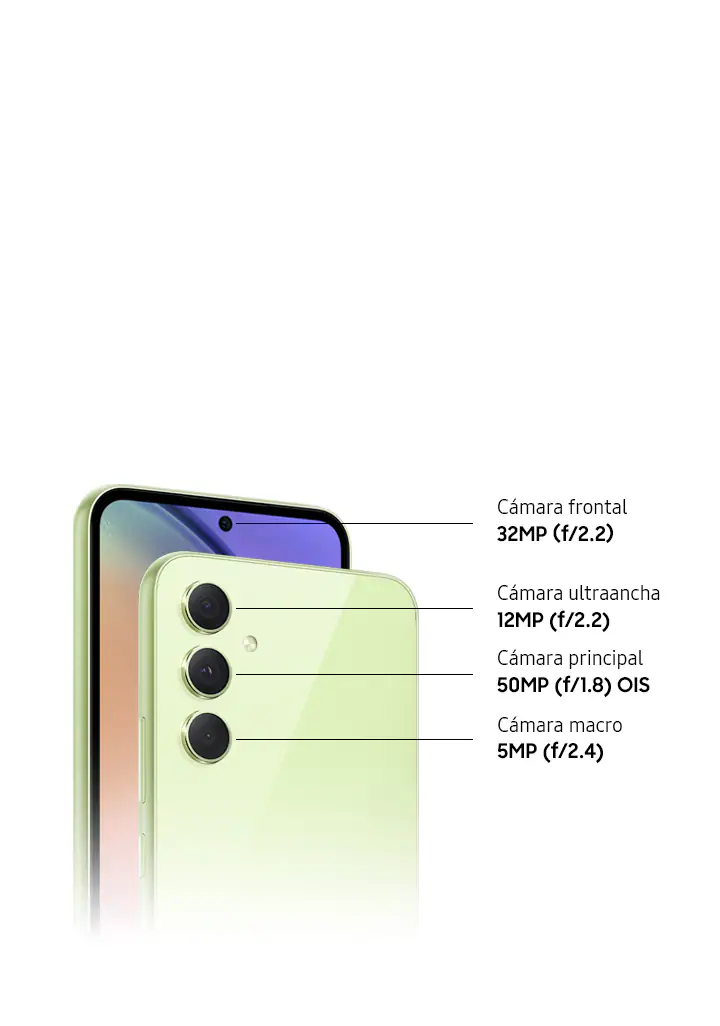 Cámara frontal
32MP (f/2.2)
Cámara ultraancha
12MP (f/2.2)
Cámara principal
50MP (f/1.8) OIS
Cámara macro
5MP (f/2.4)